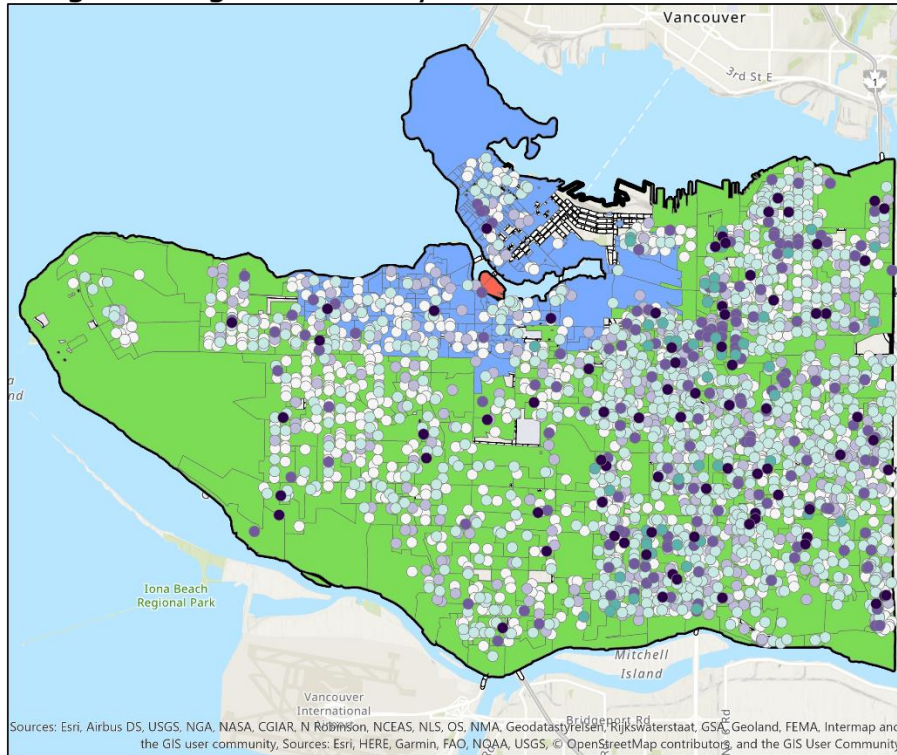 Vancouver
3rd St E
1
Iona Beach
Regional Park
Mitchell
Island
Vancouver
International
Airport
Bridgeport Rd
Sources: Esri, Airbus DS, USGS, NGA, NASA, CGIAR, N Robinson, NCEAS, NLS, OS, NMA, Geodatastyrelsen, Rijkswaterstaat, GSA, Geoland, FEMA, Intermap and
the GIS user community, Sources: Esri, HERE, Garmin, FAO, NOAA, USGS, © OpenStreetMap contributors, and the GIS User Community